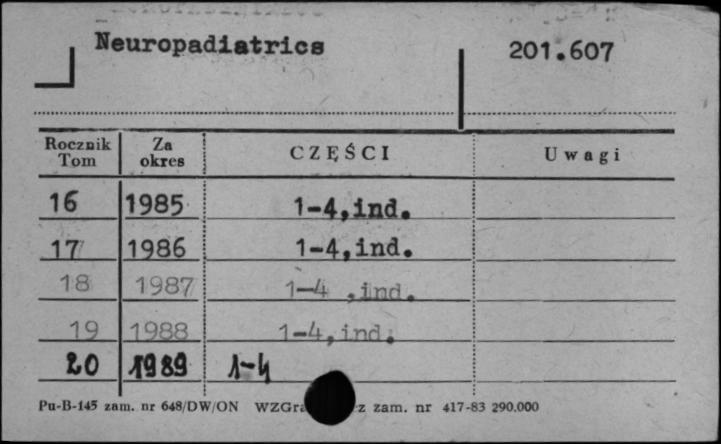 Neuropadiatrics 201.607
Rocznik Tom Za okres CZĘŚCI Uwagi
16 1985 1-4,ind.
17 1986 1-4,ind.
18 1987 1-4 ,ind.
19 1988 1-4,ind.
20 1989 1-4
Pu-B-145 zam. nr 648/DW/ON z zam. nr 417-83 290.000